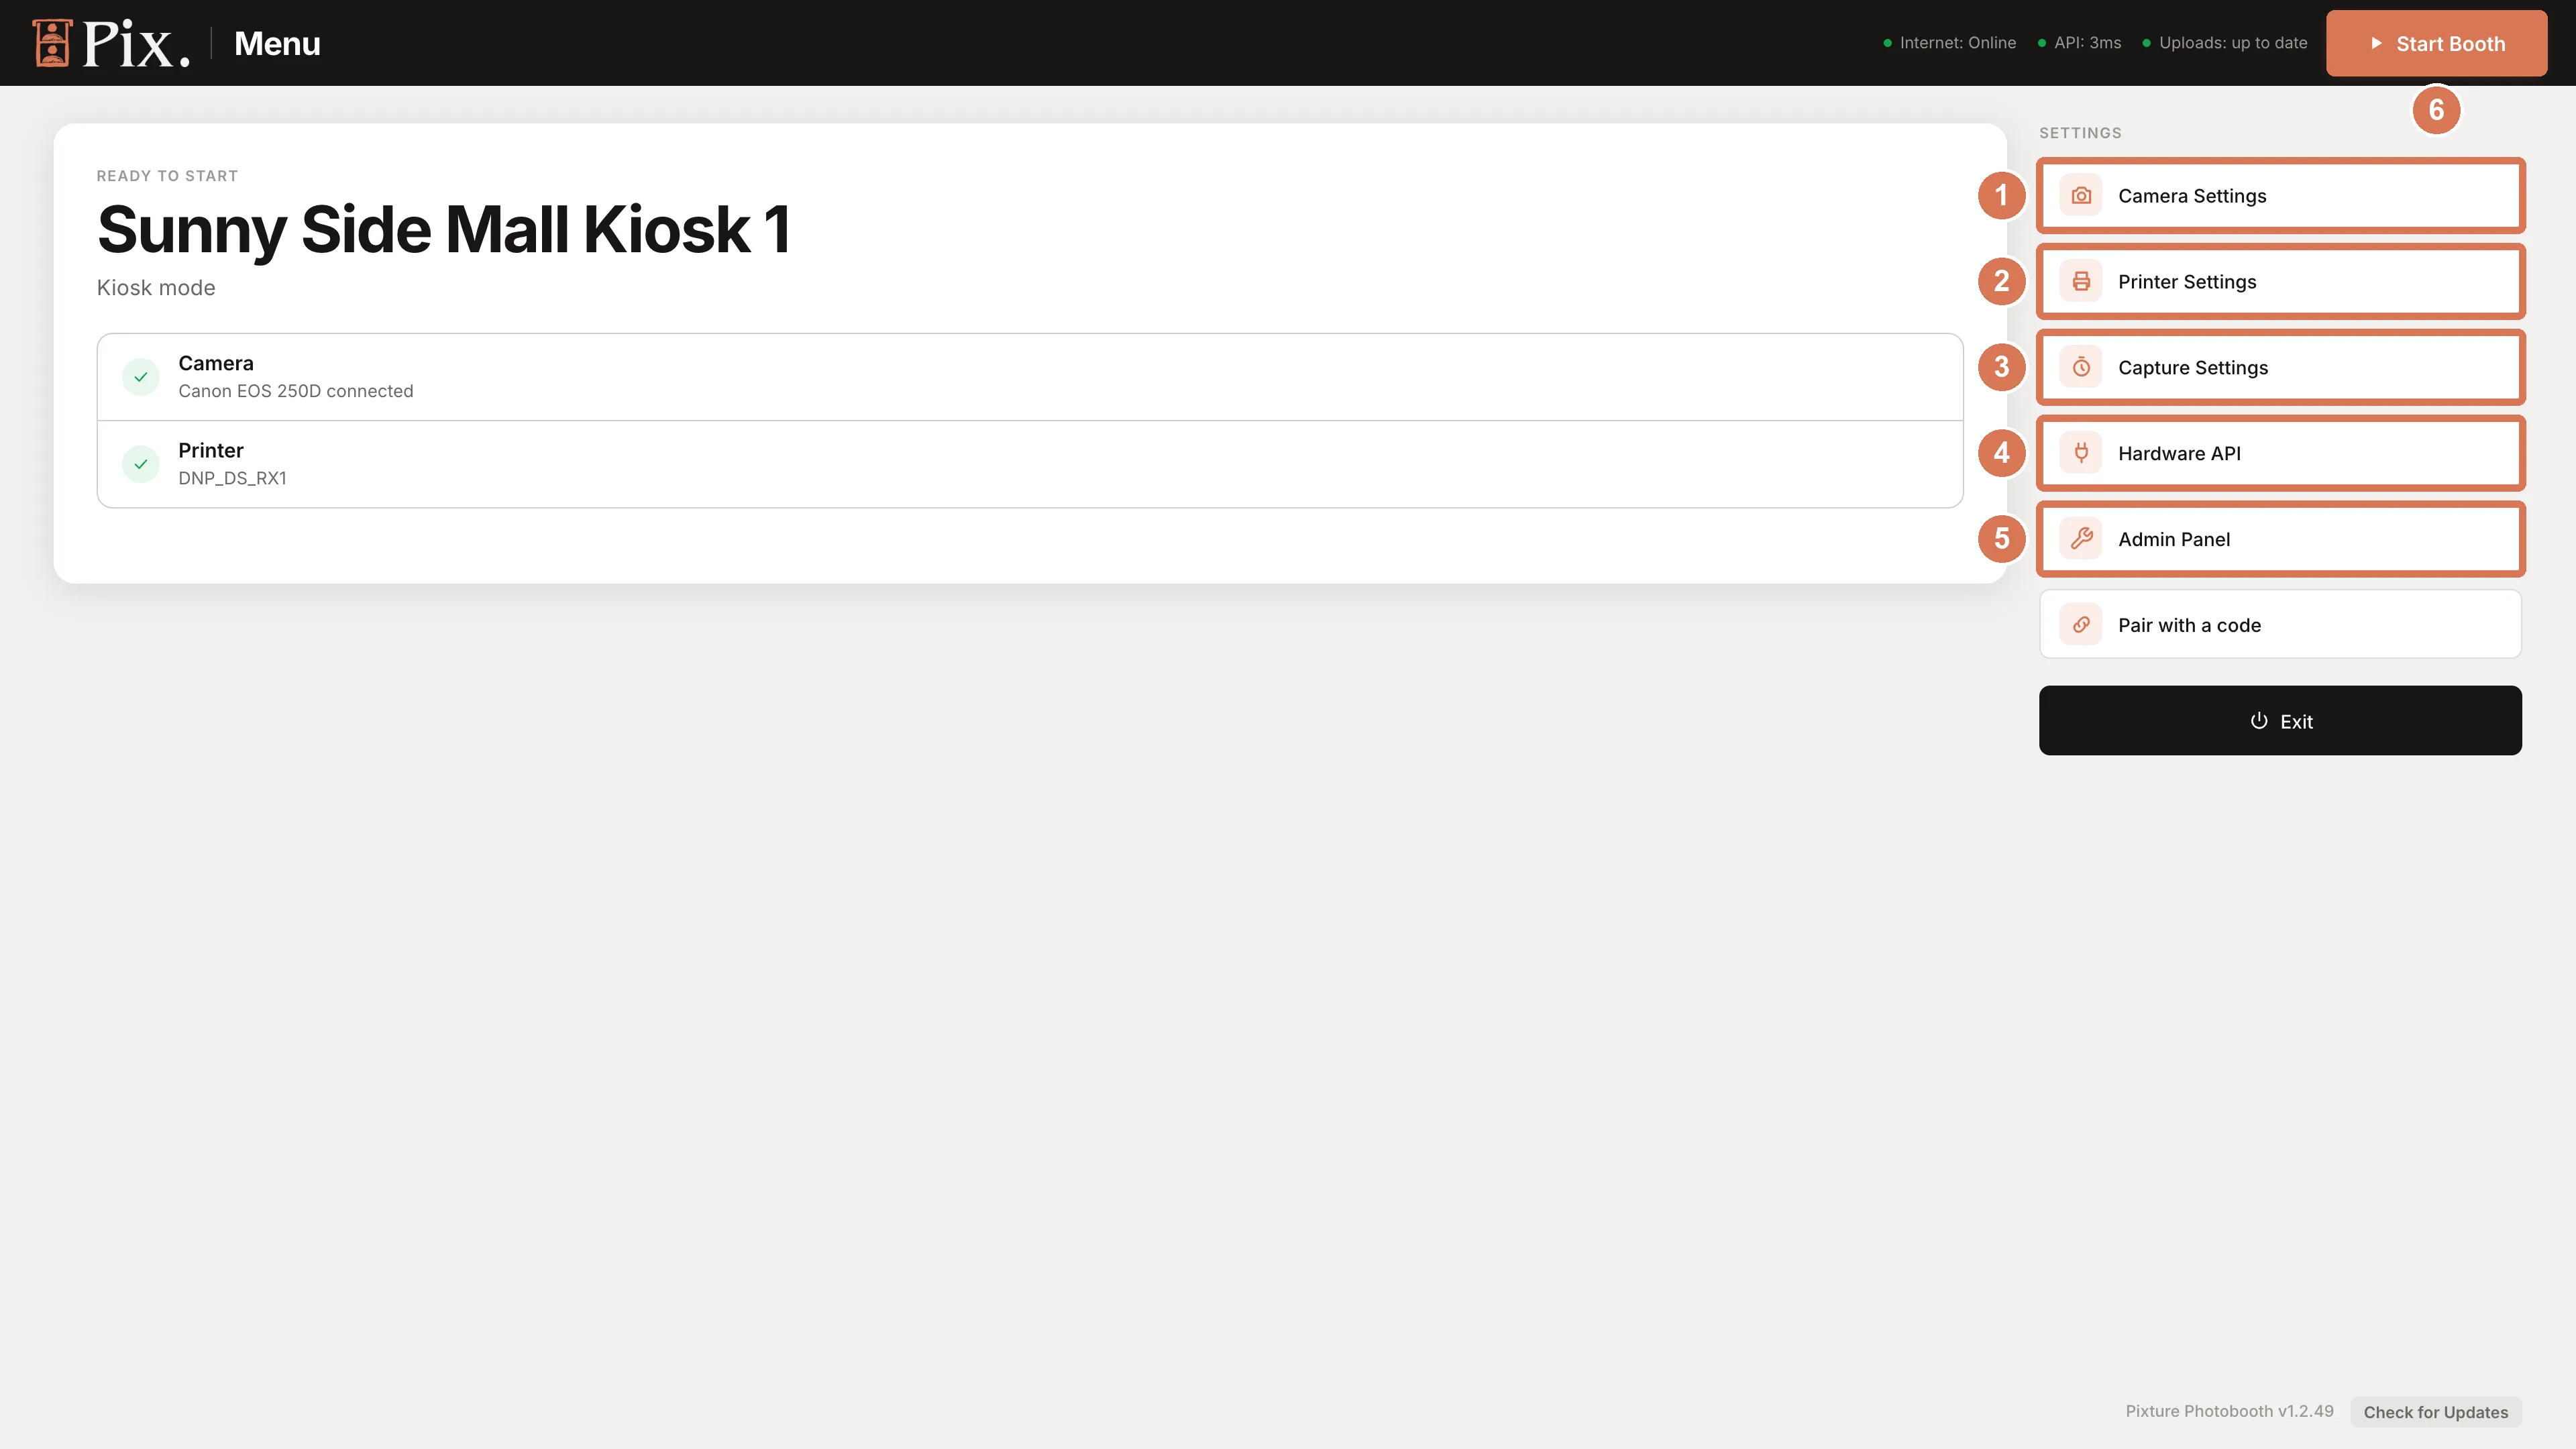 Pix.
Menu
Internet: Online
API: 3ms
Uploads: up to date
Start Booth
6
READY TO START
Sunny Side Mall Kiosk 1
Kiosk mode
Camera
Canon EOS 250D connected
Printer
DNP_DS_RX1
SETTINGS
1
Camera Settings
2
Printer Settings
3
Capture Settings
4
Hardware API
5
Admin Panel
Pair with a code
Exit
Pixture Photobooth v1.2.49
Check for Updates